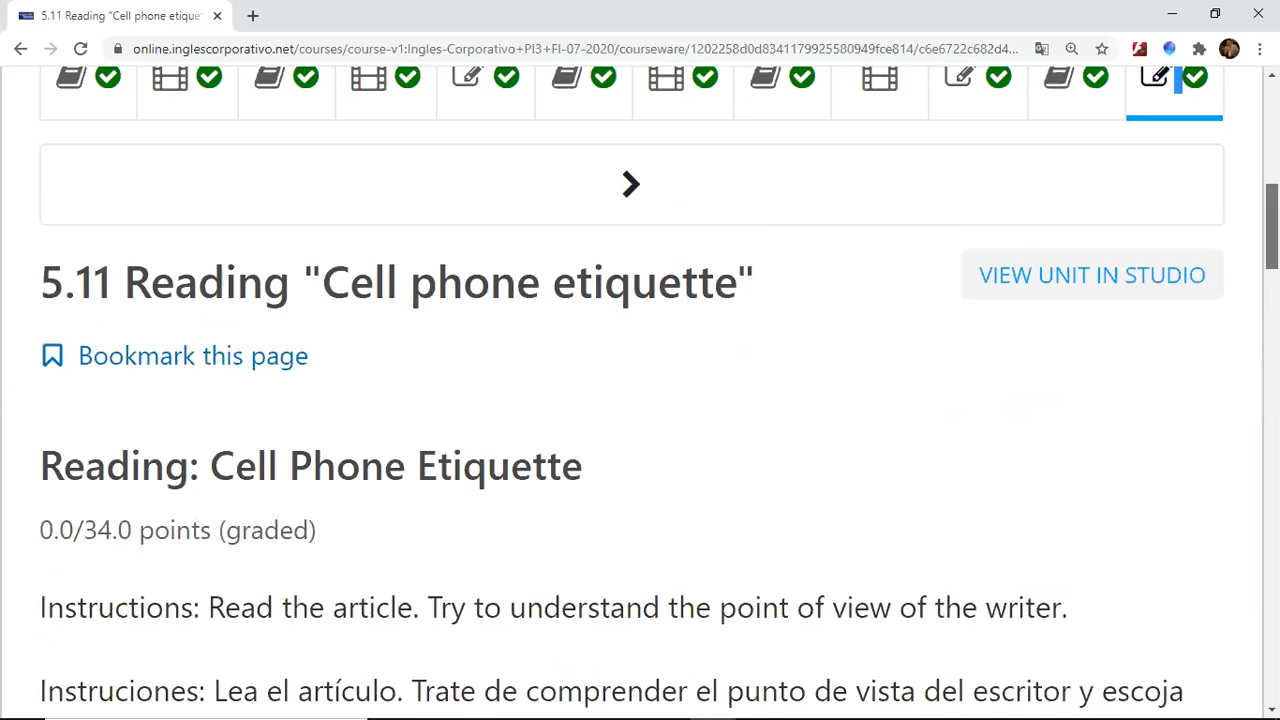 5.11 Reading "Cell phone etique
online.inglescorporativo.net/courses/course-v1:Ingles-Corporativo+PI3+FI-07-2020/courseware/1202258d1d8341179925580949fce814/c6e6722c682d4...
5.11 Reading "Cell phone etiquette"
VIEW UNIT IN STUDIO
Bookmark this page
Reading: Cell Phone Etiquette
0.0/34.0 points (graded)
Instructions: Read the article. Try to understand the point of view of the writer.
Instruciones: Lea el artículo. Trate de comprender el punto de vista del escritor y escoja